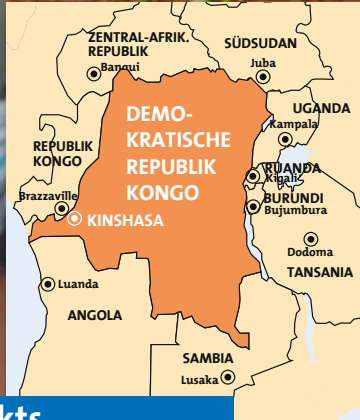 ZENTRAL-AFRIK.
REPUBLIK
Bangui
SÜDSUDAN
Juba
UGANDA
Kampala
DEMO-
KRATISCHE
REPUBLIK
KONGO
REPUBLIK
KONGO
RUANDA
Kigali
BURUNDI
Bujumbura
Brazzaville
KINSHASA
Dodoma
TANSANIA
Luanda
ANGOLA
SAMBIA
Lusaka
kts